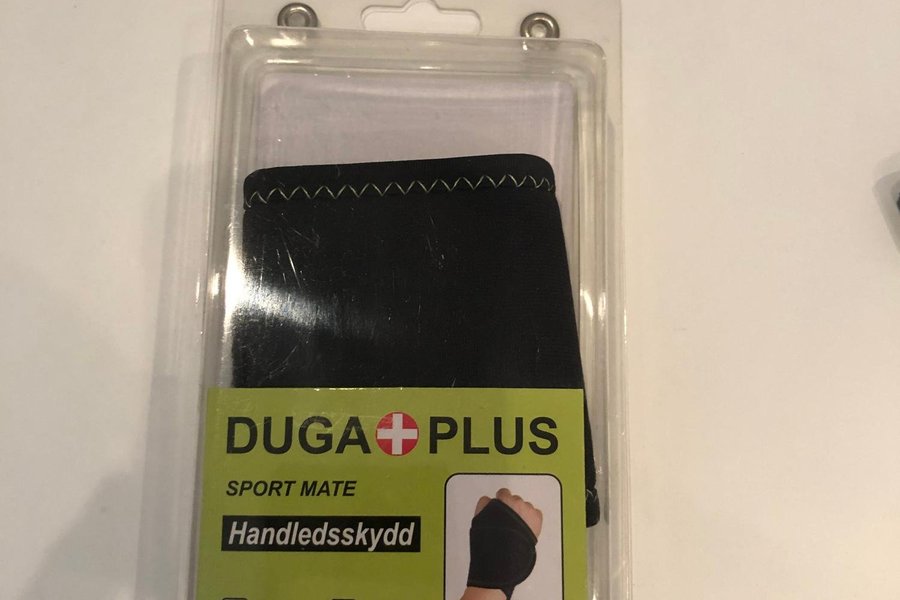 DUGA PLUS
SPORT MATE
Handledsskydd